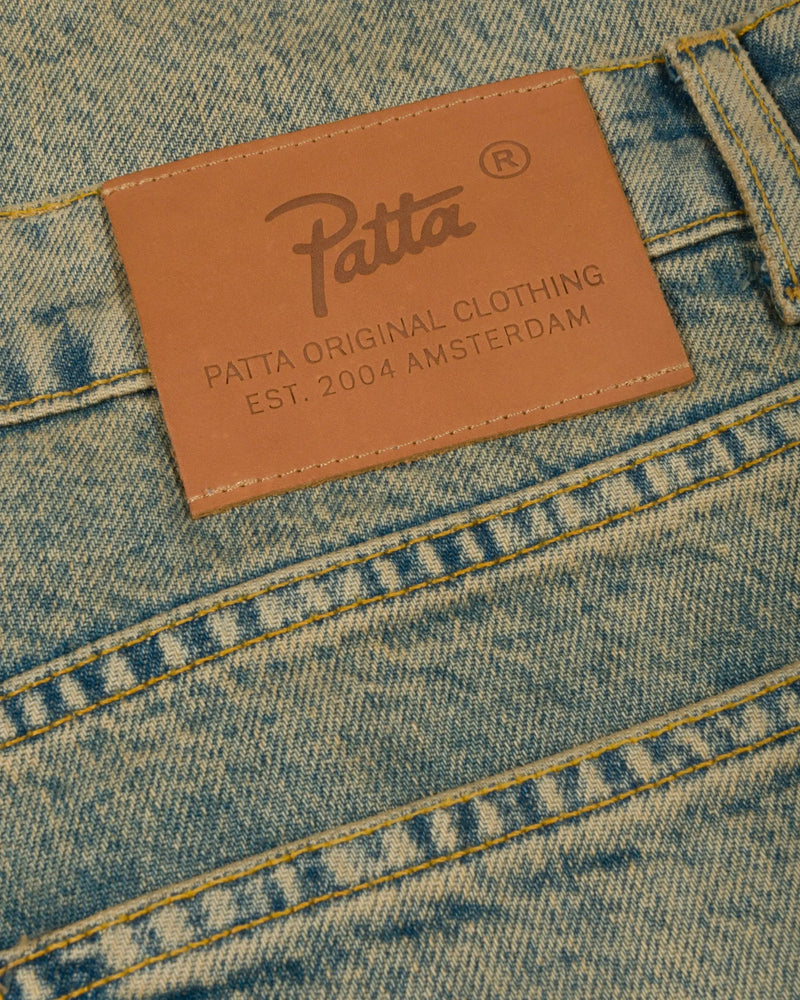 Patta ®
PATTA ORIGINAL CLOTHING
EST. 2004 AMSTERDAM